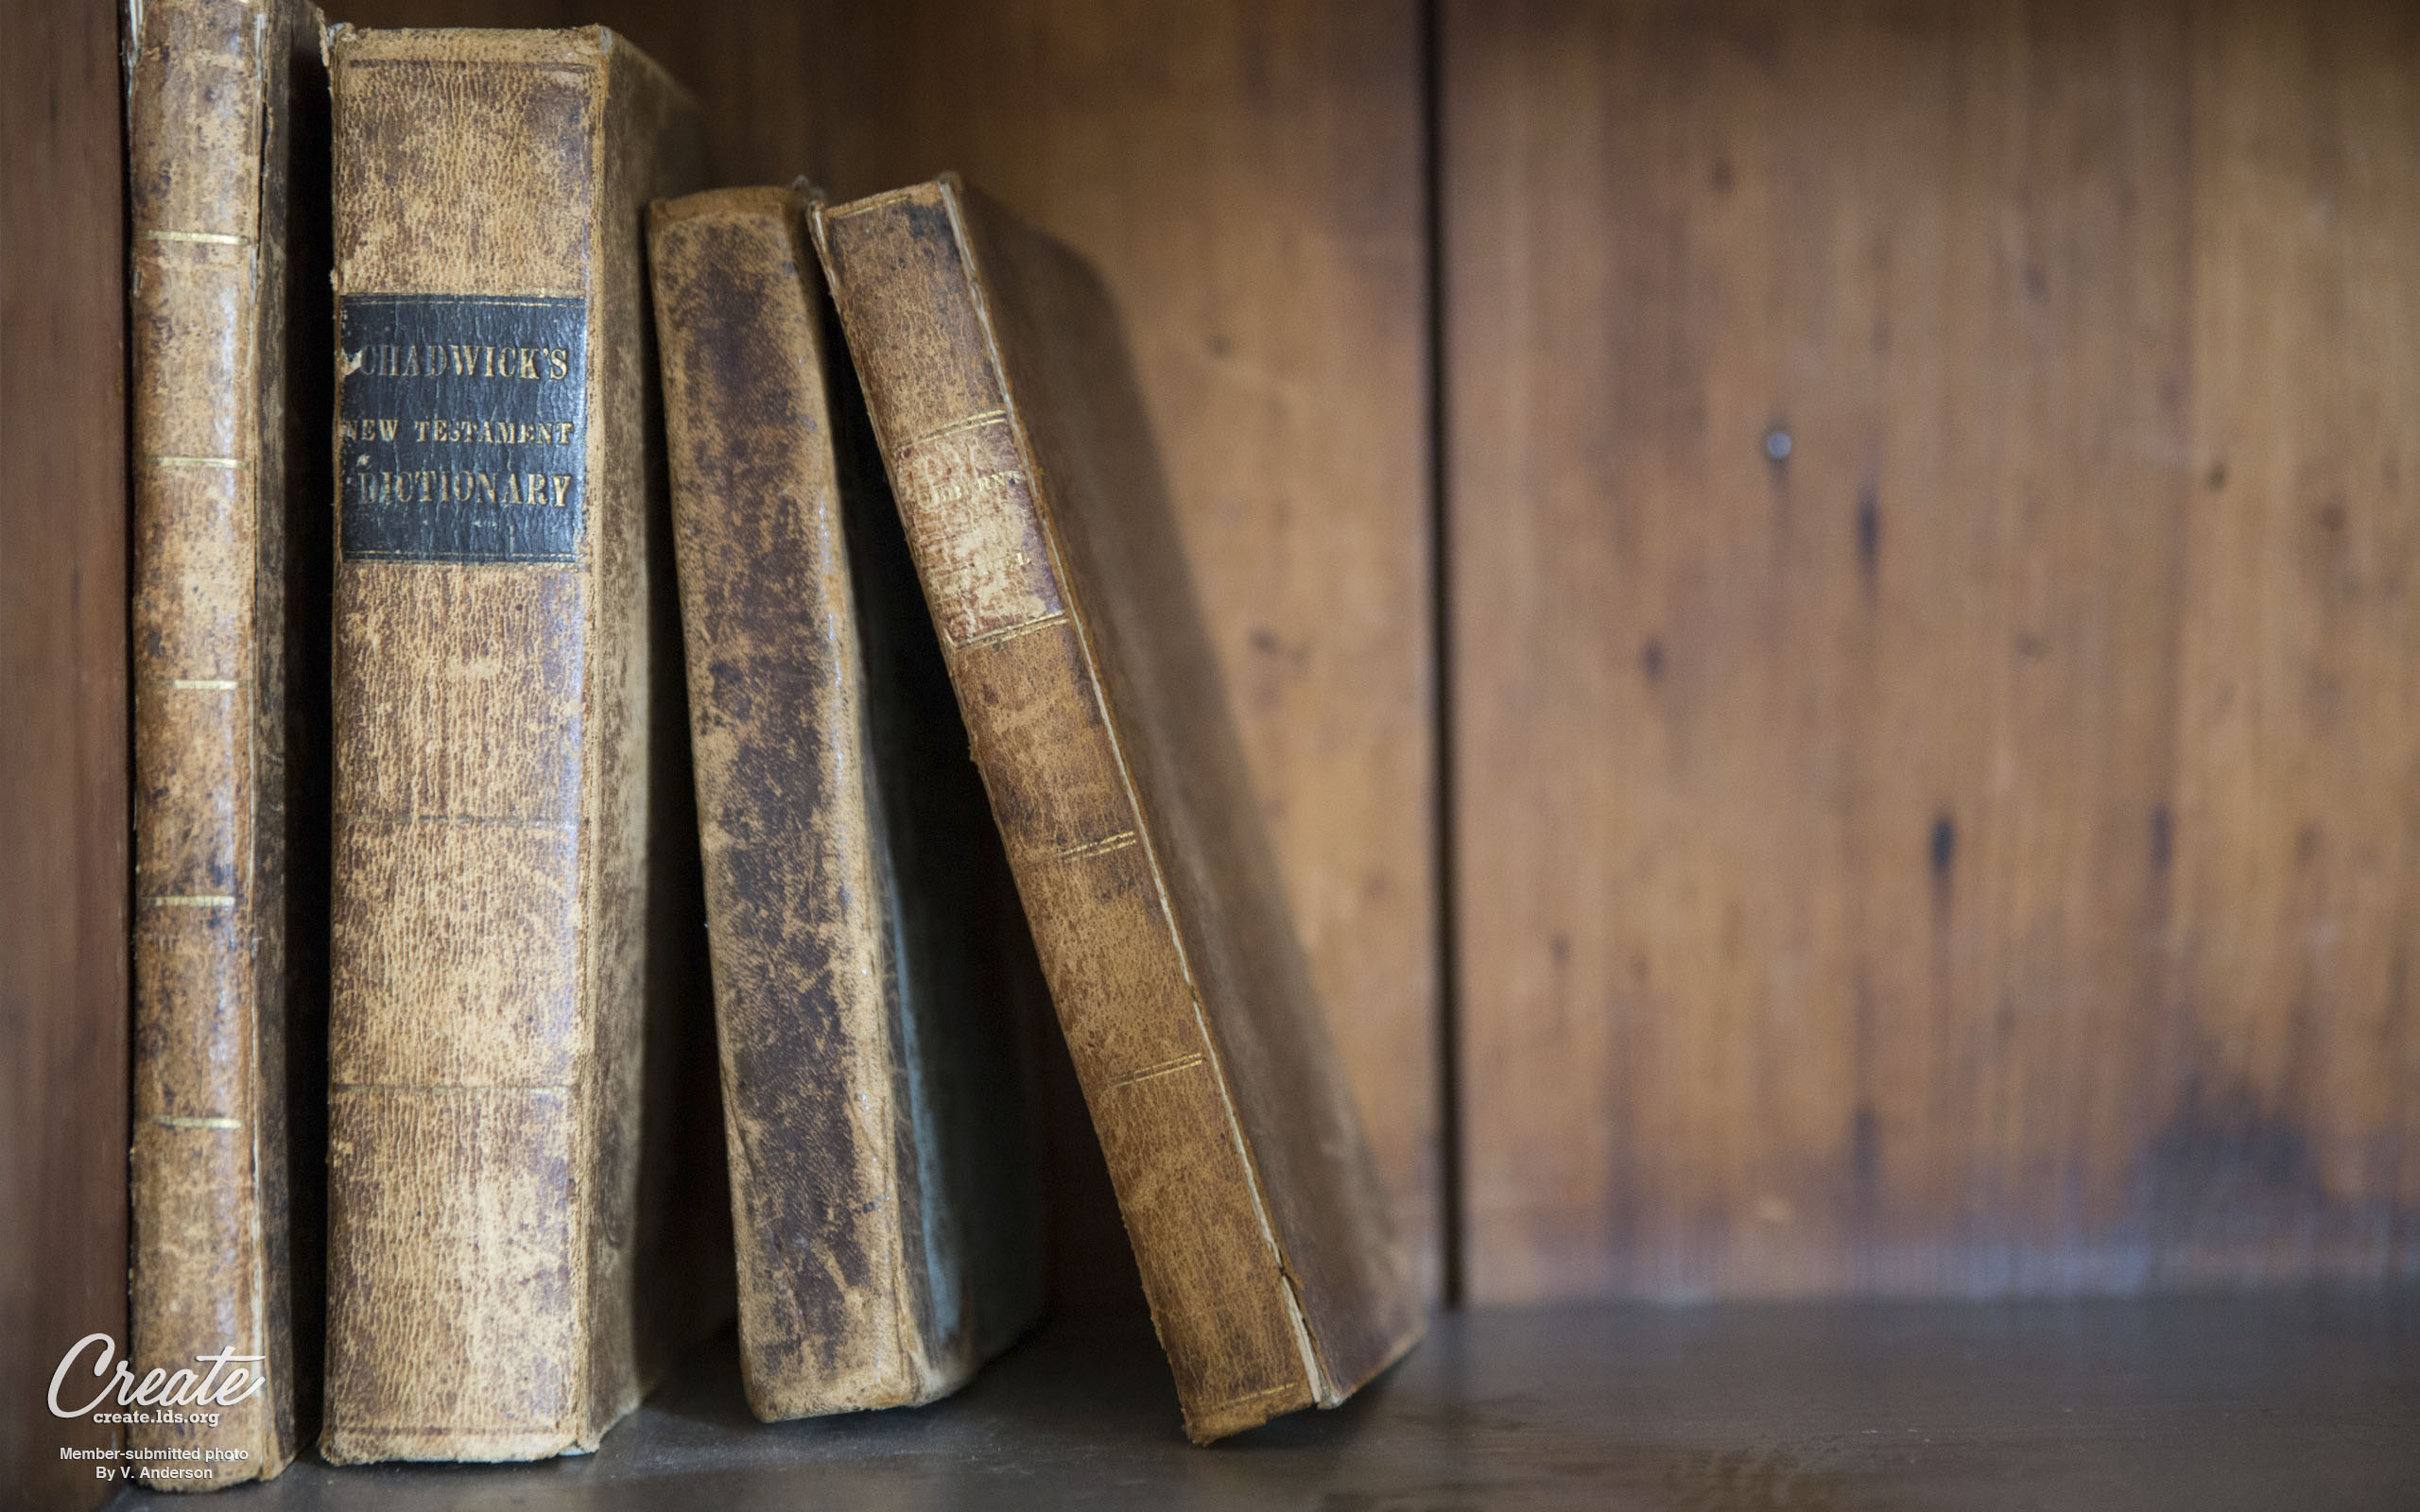 CHADWICK'S
NEW TESTAMENT
DICTIONARY
Create
create.lds.org
Member-submitted photo
By V. Anderson